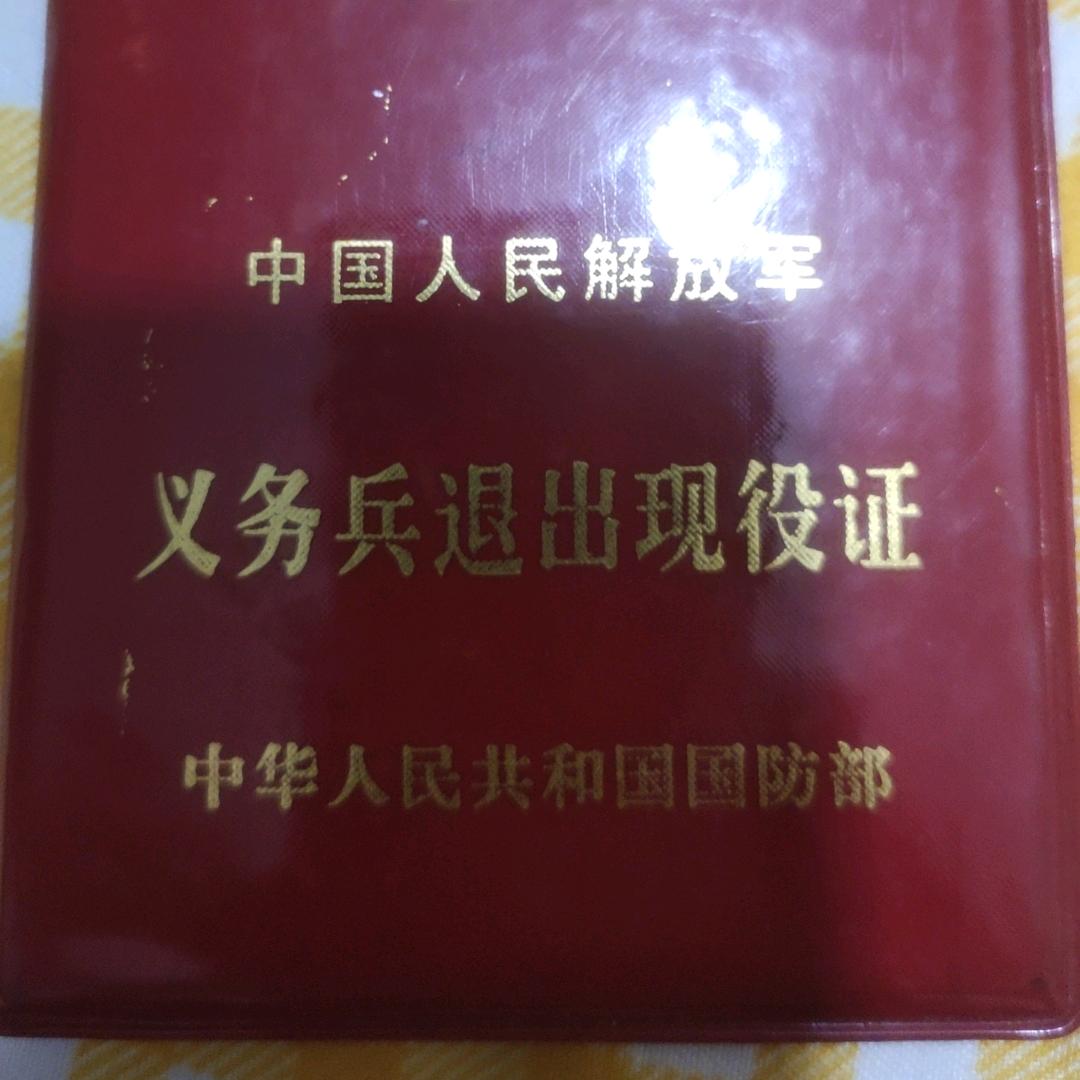 中国人民解放军
义务兵退出现役证
中华人民共和国国防部